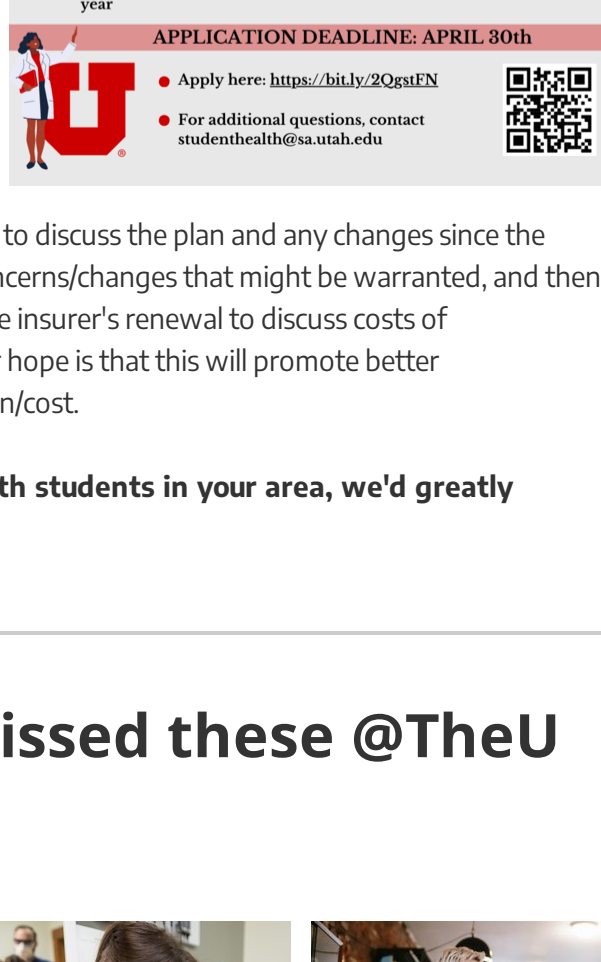 year
APPLICATION DEADLINE: APRIL 30th
Apply here: https://bit.ly/2QgstFN
For additional questions, contact
studenthealth@sa.utah.edu
U
®
to discuss the plan and any changes since the
ncerns/changes that might be warranted, and then
e insurer's renewal to discuss costs of
hope is that this will promote better
n/cost.
th students in your area, we'd greatly
issed these @TheU